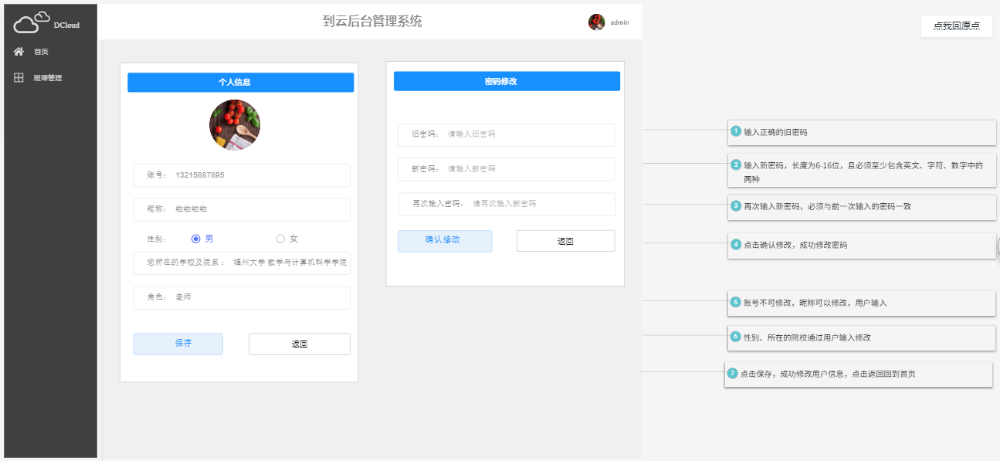 DCloud
首页
班课管理
到云后台管理系统
admin
点我回原点
个人信息
账号： 13215887895
昵称： 啦啦啦啦
性别： 男 女
您所在的学校及院系 ： 福州大学 数学与计算机科学学院
角色： 老师
保存 返回
密码修改
旧密码： 请输入旧密码
新密码： 请输入新密码
再次输入密码： 请再次输入新密码
确认修改 返回
1 输入正确的旧密码
2 输入新密码，长度为6-16位，且必须至少包含英文、字符、数字中的
两种
3 再次输入新密码，必须与前一次输入的密码一致
4 点击确认修改，成功修改密码
5 账号不可修改，昵称可以修改，用户输入
6 性别、所在的院校通过用户输入修改
7 点击保存，成功修改用户信息，点击返回回到首页